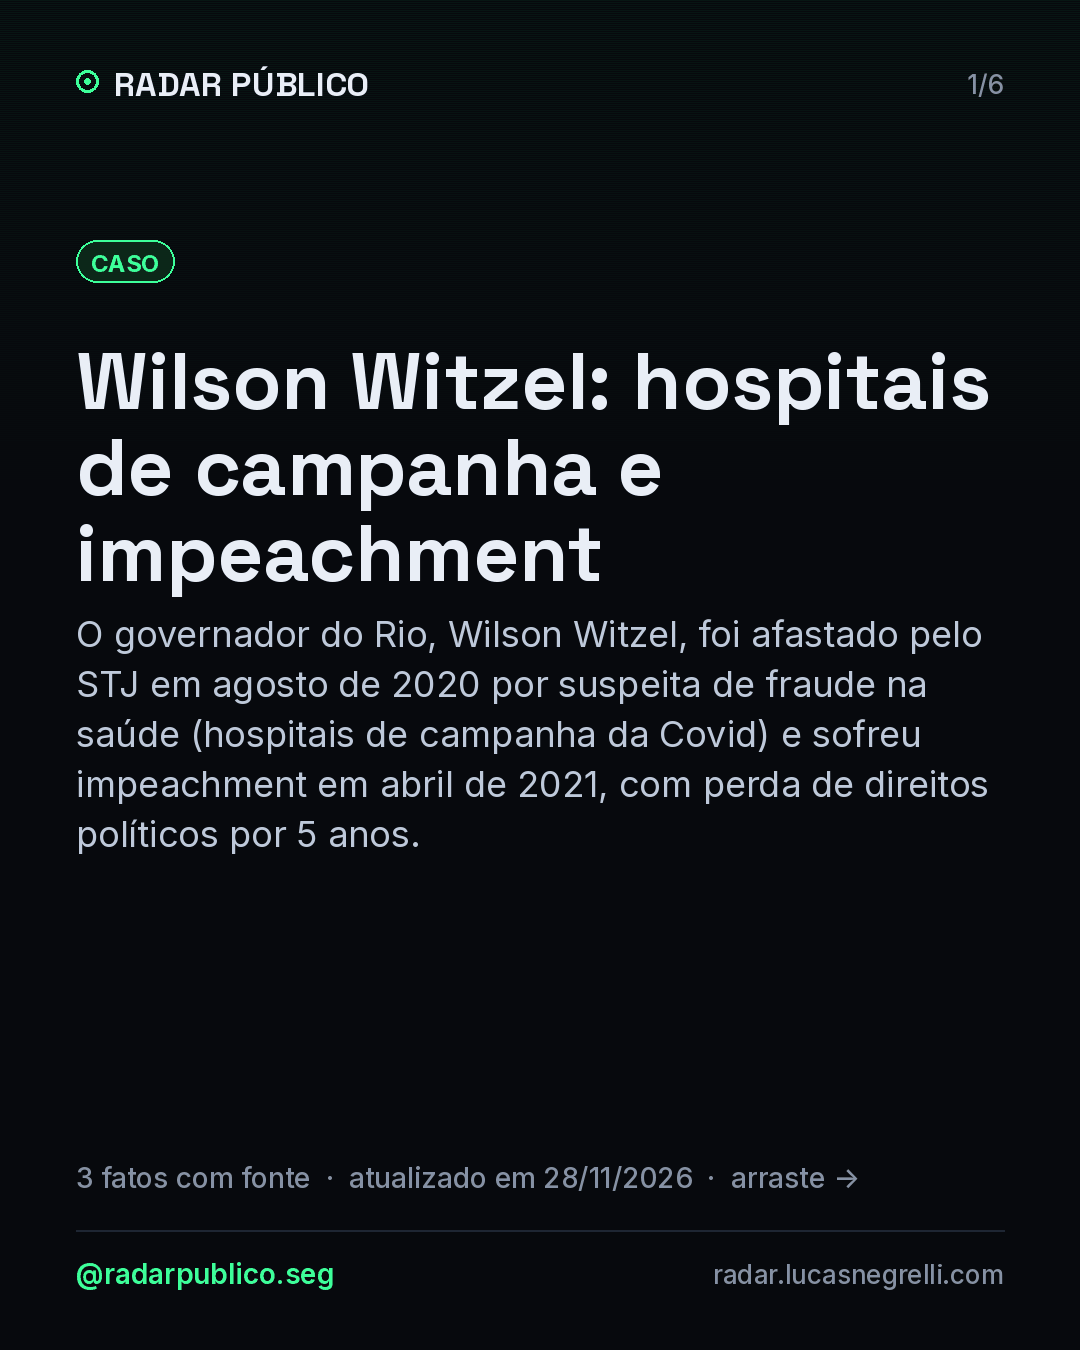 RADAR PÚBLICO
1/6
CASO
Wilson Witzel: hospitais
de campanha e
impeachment
O governador do Rio, Wilson Witzel, foi afastado pelo
STJ em agosto de 2020 por suspeita de fraude na
saúde (hospitais de campanha da Covid) e sofreu
impeachment em abril de 2021, com perda de direitos
políticos por 5 anos.
3 fatos com fonte · atualizado em 28/11/2026 · arraste →
@radarpublico.seg
radar.lucasnegrelli.com